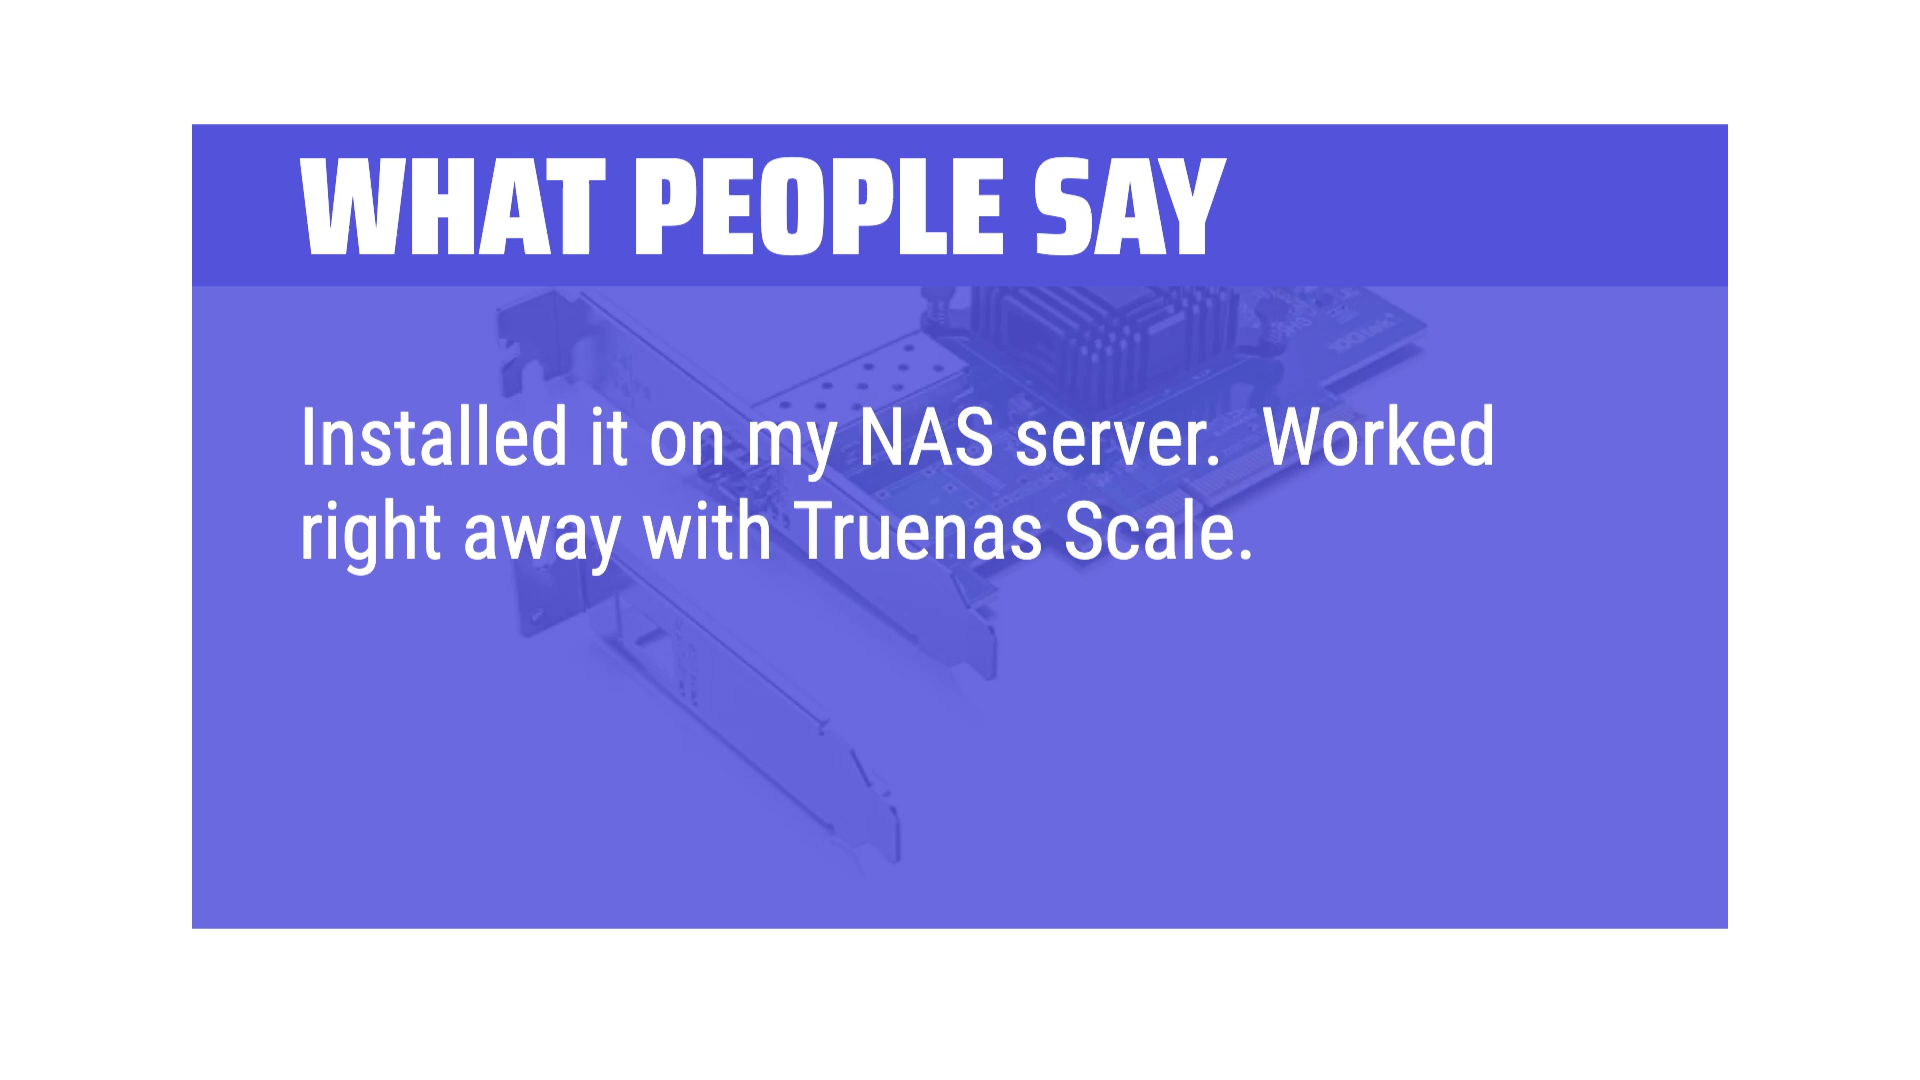 WHAT PEOPLE SAY
Installed it on my NAS server.  Worked
right away with Truenas Scale.